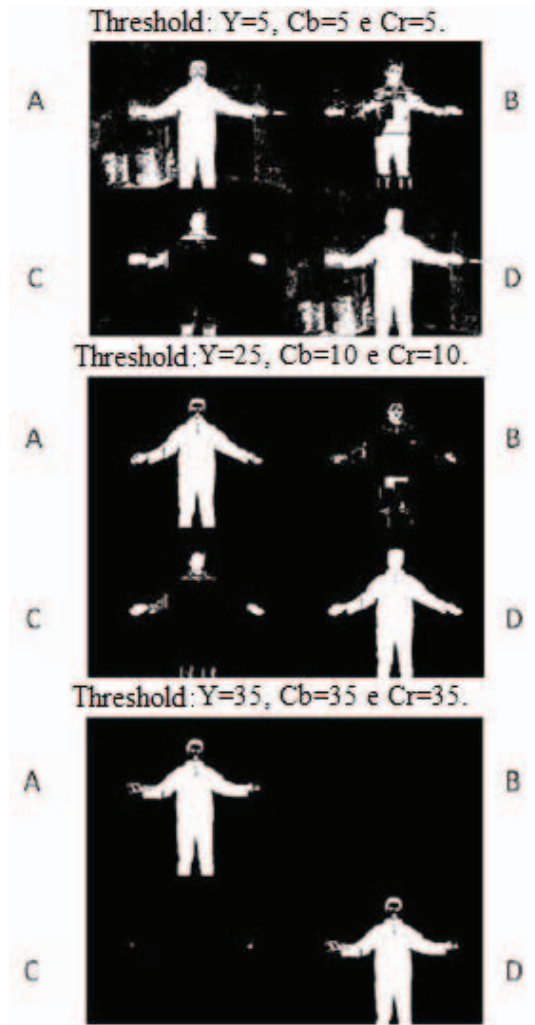 Threshold: Y=5, Cb=5 e Cr=5.
A B
C D
Threshold: Y=25, Cb=10 e Cr=10.
A B
C D
Threshold: Y=35, Cb=35 e Cr=35.
A B
C D